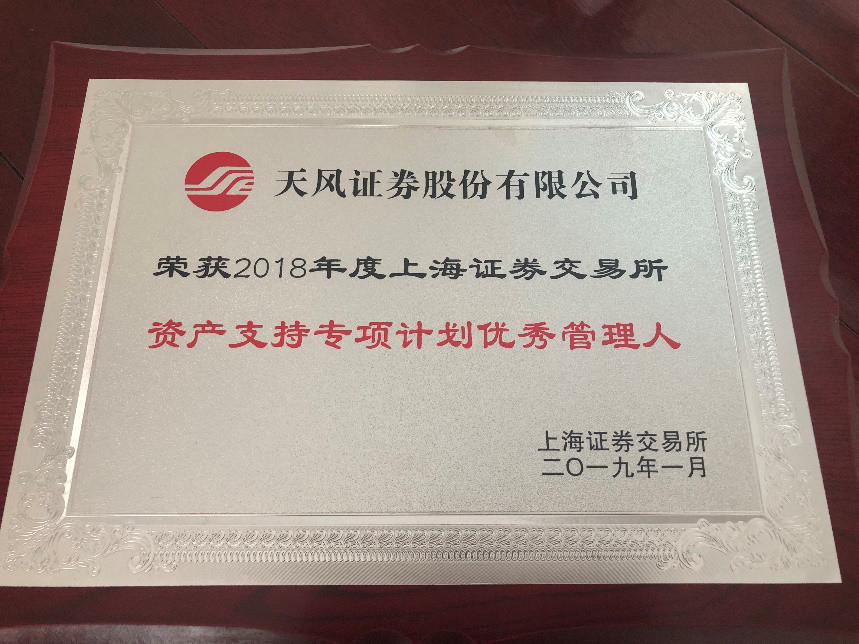 天风证券股份有限公司
荣获2018年度上海证券交易所
资产支持专项计划优秀管理人
上海证券交易所
二〇一九年一月